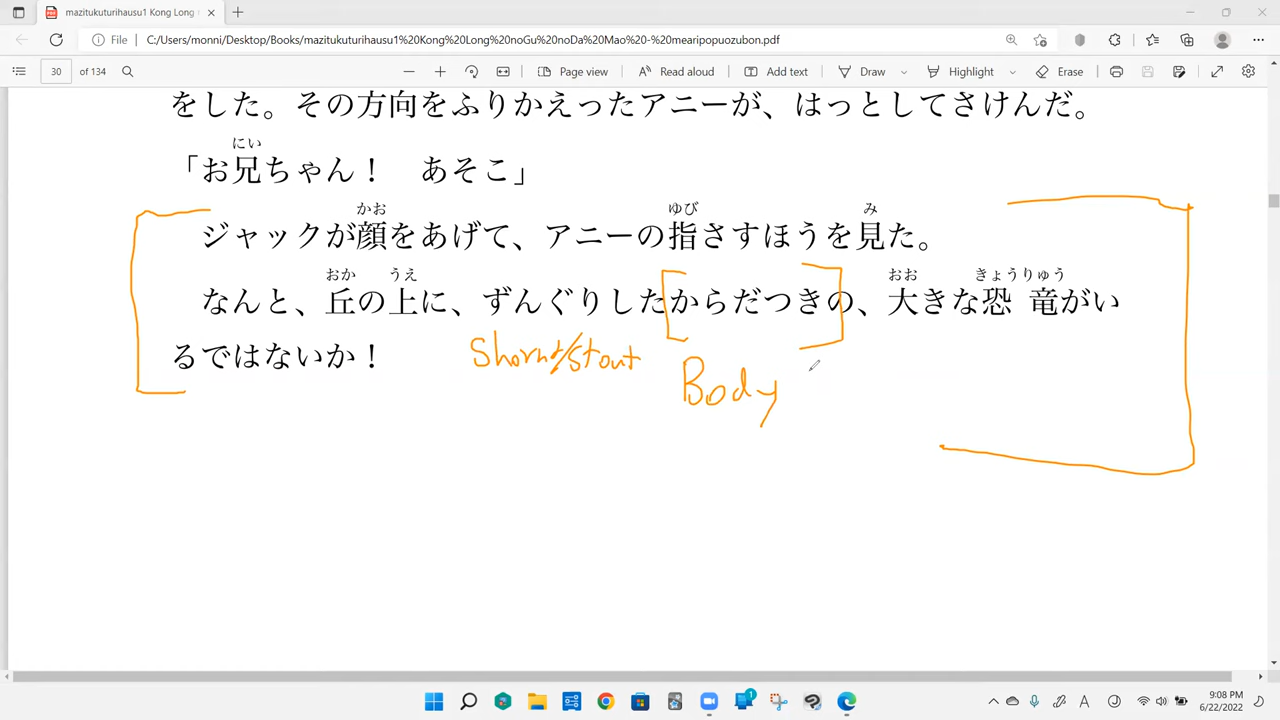 mazitukuturihausu1 Kong Long
File
C:/Users/monni/Desktop/Books/mazitukuturihausu1%20Kong%20Long%20noGu%20noDa%20Mao%20-%20mearipopuozubon.pdf
30 of 134
Page view
Read aloud
Add text
Draw
Highlight
Erase
をした。その方向をふりかえったアニーが、はっとしてさけんだ。
にい
「お兄ちゃん！　あそこ」
かお ゆび み
ジャックが顔をあげて、アニーの指さすほうを見た。
おか うえ おお きょうりゅう
なんと、丘の上に、ずんぐりしたからだつきの、大きな恐竜がい
るではないか！
/stout
Body
1
A
9:08 PM
6/22/2022